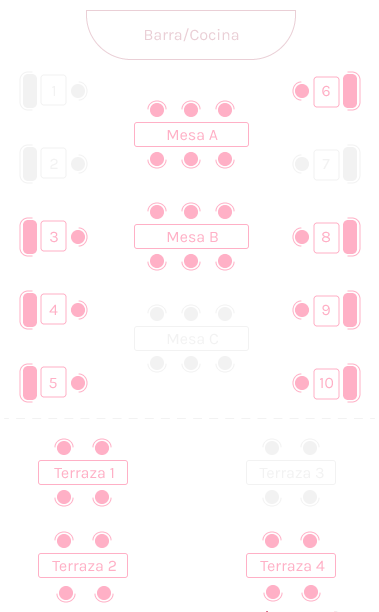 Barra/Cocina
1
6
Mesa A
2
7
3
Mesa B
8
4
9
Mesa C
5
10
Terraza 1
Terraza 3
Terraza 2
Terraza 4